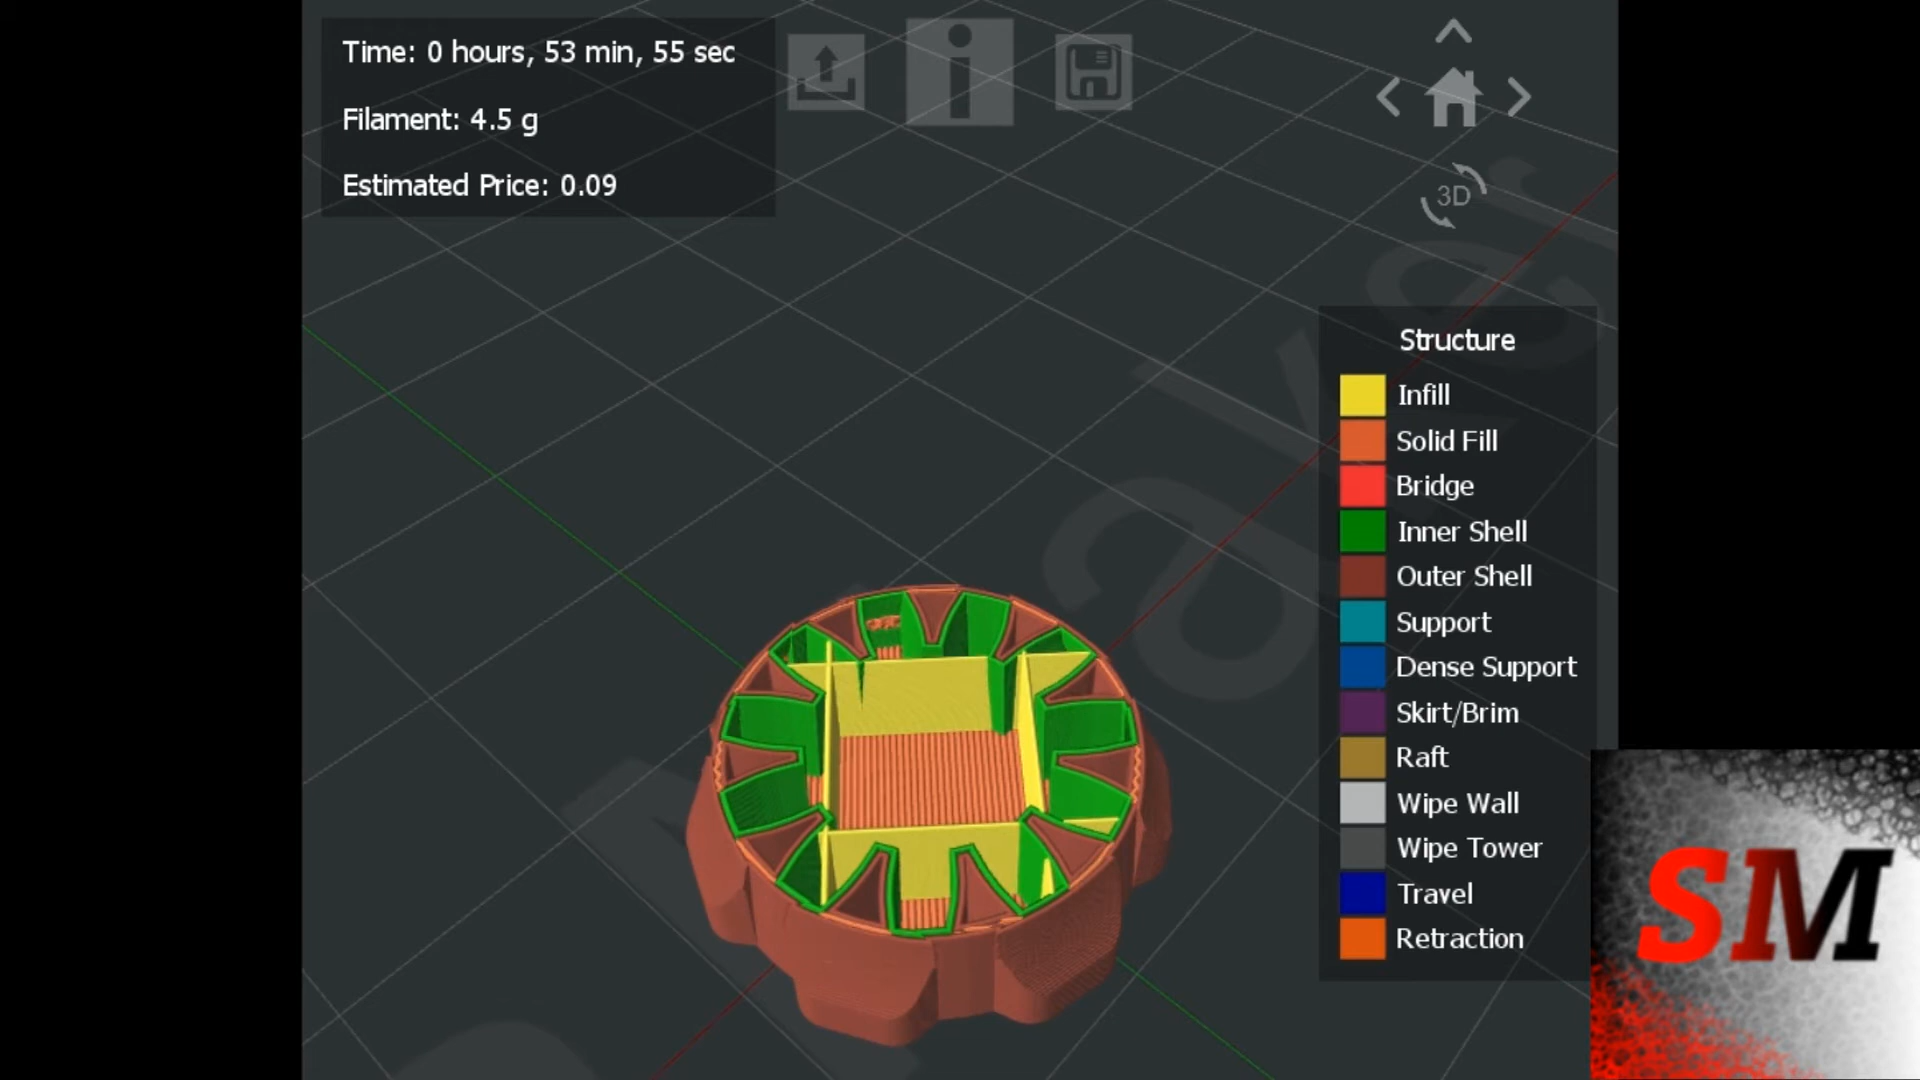 Time: 0 hours, 53 min, 55 sec
Filament: 4.5 g
Estimated Price: 0.09
3D
Structure
Infill
Solid Fill
Bridge
Inner Shell
Outer Shell
Support
Dense Support
Skirt/Brim
Raft
Wipe Wall
Wipe Tower
Travel
Retraction
SM